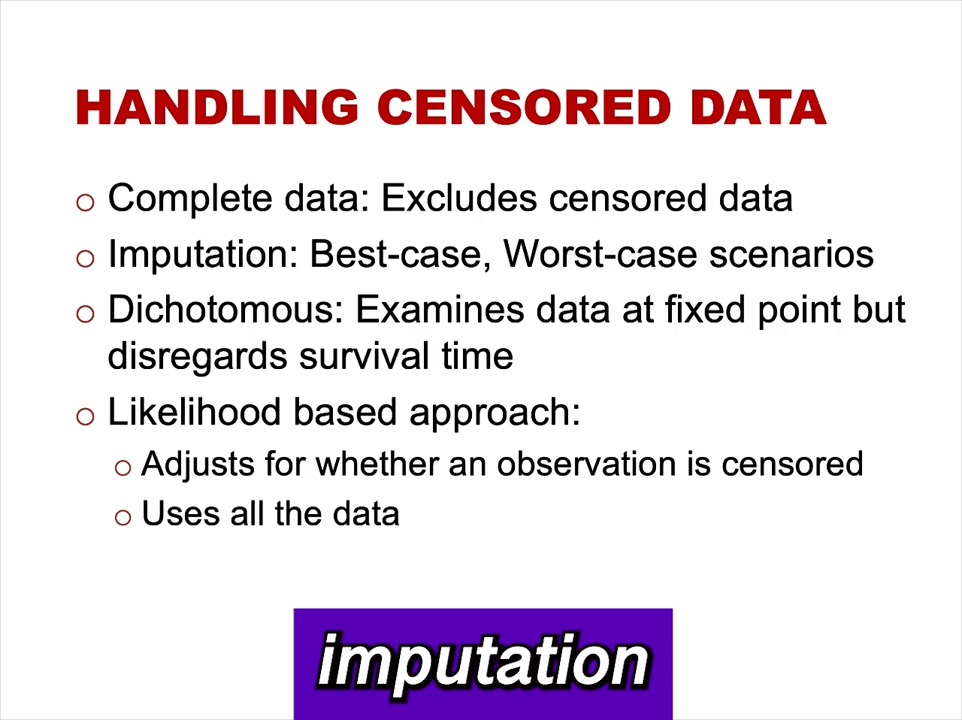 HANDLING CENSORED DATA
o Complete data: Excludes censored data
o Imputation: Best-case, Worst-case scenarios
o Dichotomous: Examines data at fixed point but
disregards survival time
o Likelihood based approach:
o Adjusts for whether an observation is censored
o Uses all the data
imputation